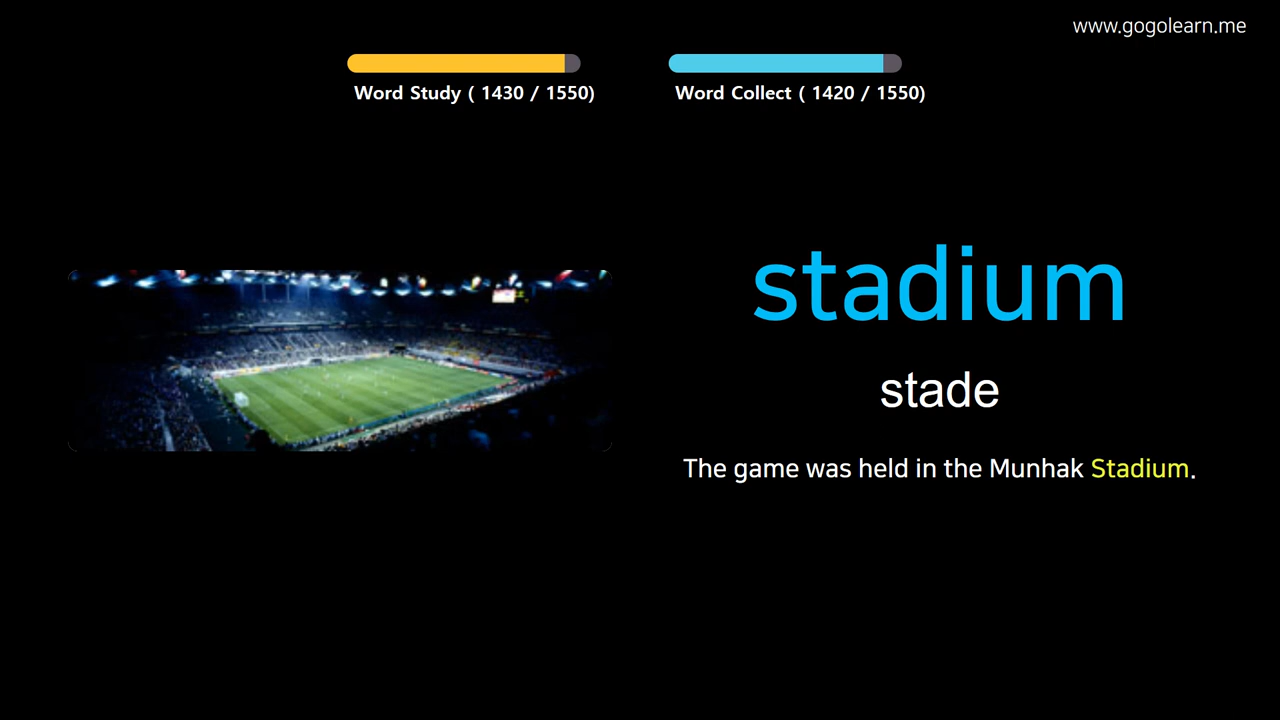 www.gogolearn.me
Word Study ( 1430 / 1550)
Word Collect ( 1420 / 1550)
stadium
stade
The game was held in the Munhak Stadium.